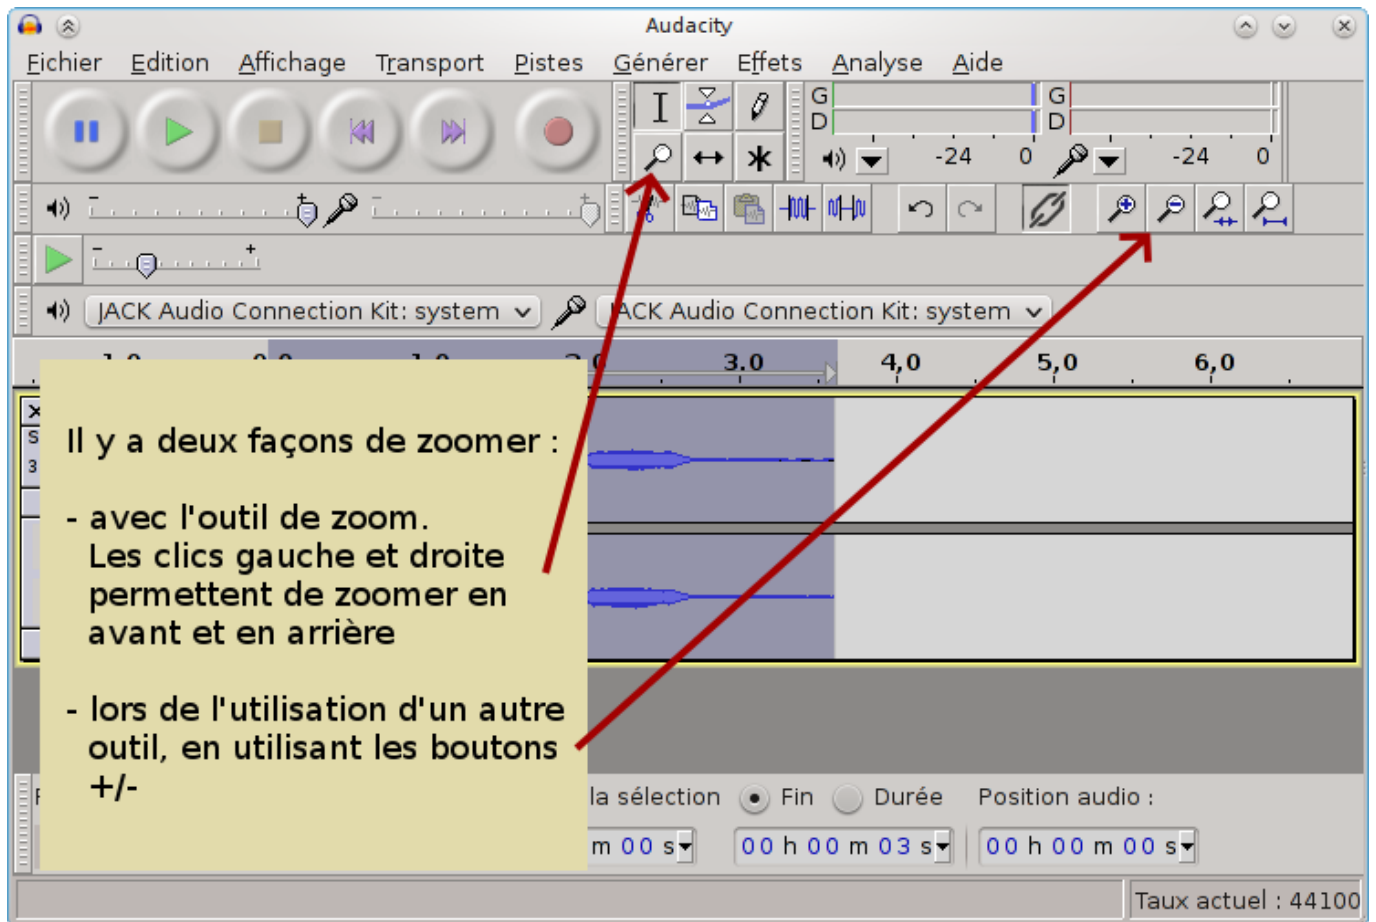 Audacity
Fichier Edition Affichage Transport Pistes Générer Effets Analyse Aide
G
D
-24 0
G
D
-24 0
- +
JACK Audio Connection Kit: system
JACK Audio Connection Kit: system
3.0 4,0 5,0 6,0
Il y a deux façons de zoomer :
- avec l'outil de zoom.
Les clics gauche et droite
permettent de zoomer en
avant et en arrière
- lors de l'utilisation d'un autre
outil, en utilisant les boutons
+/-
la sélection Fin Durée Position audio :
m 00 s 00 h 00 m 03 s 00 h 00 m 00 s
Taux actuel : 44100